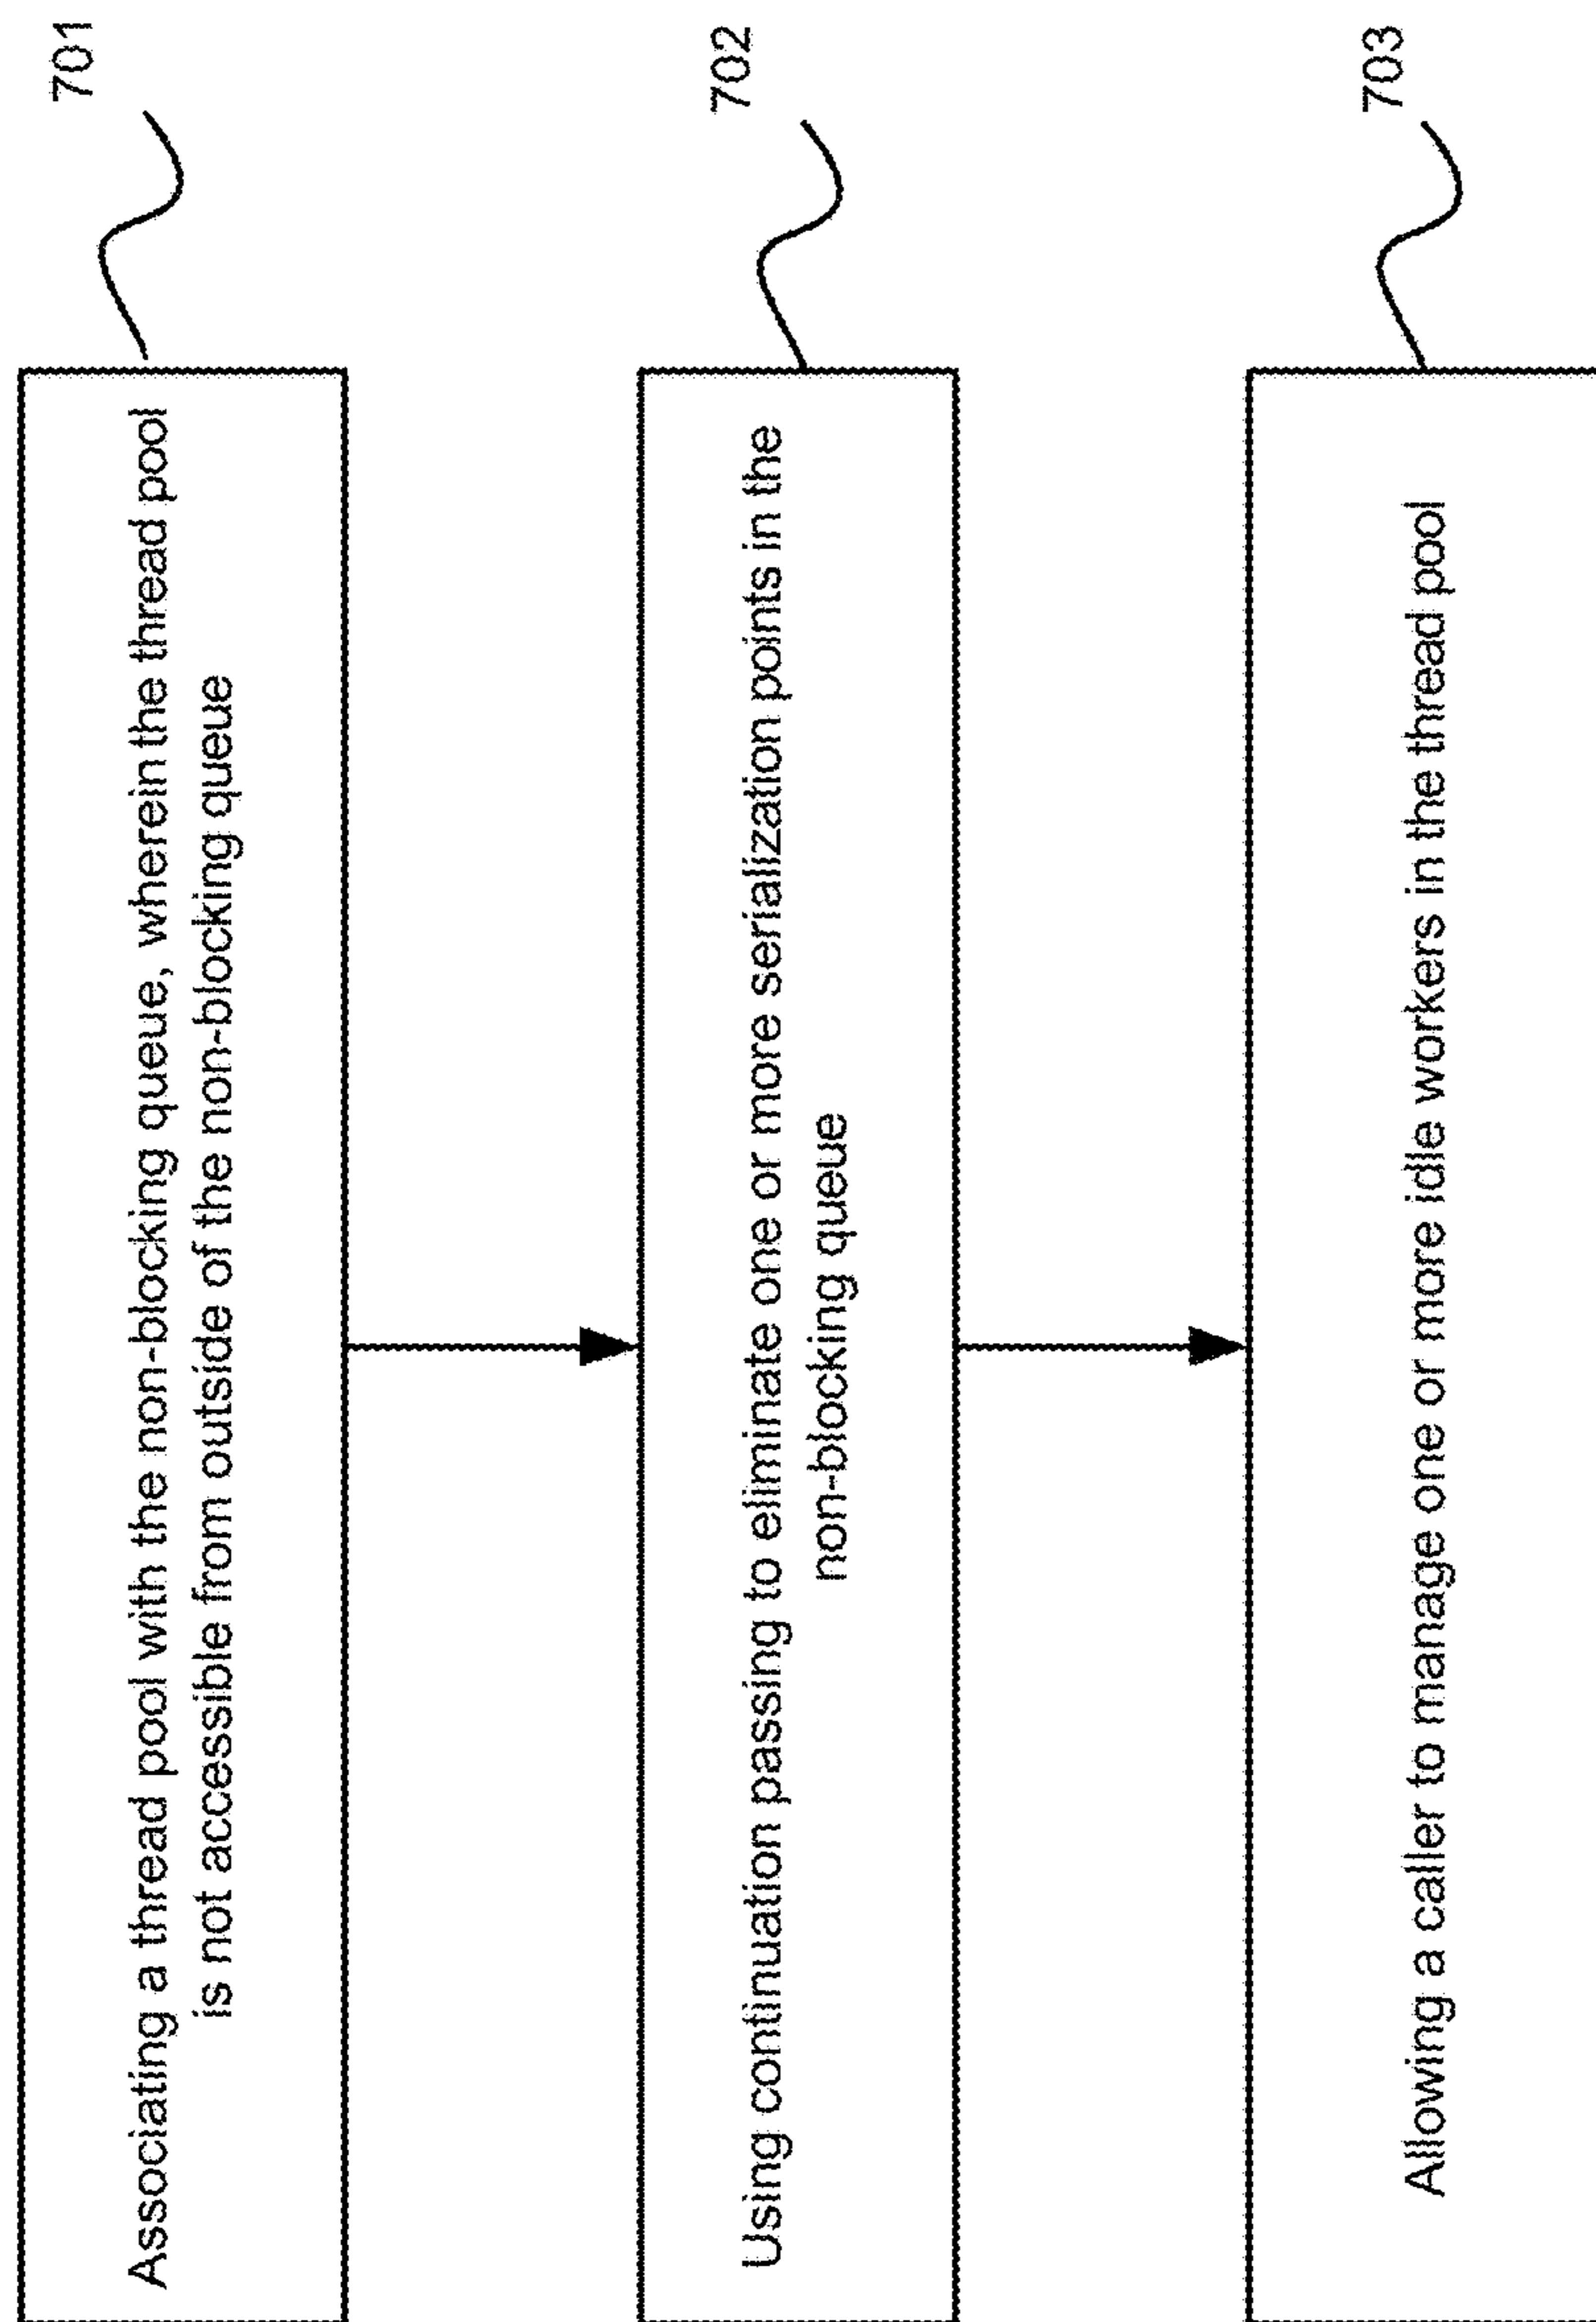 Associating a thread pool with the non-blocking queue, wherein the thread pool
is not accessible from outside of the non-blocking queue
701
Using continuation passing to eliminate one or more serialization points in the
non-blocking queue
702
Allowing a caller to manage one or more idle workers in the thread pool
703